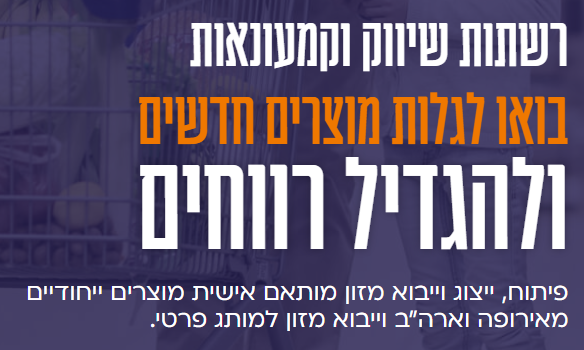 רשתות שיווק וקמעונאות
בואו לגלות מוצרים חדשים
ולהגדיל רווחים
פיתוח, ייצוג וייבוא מזון מותאם אישית מוצרים ייחודיים
מאירופה וארה"ב וייבוא מזון למותג פרטי.